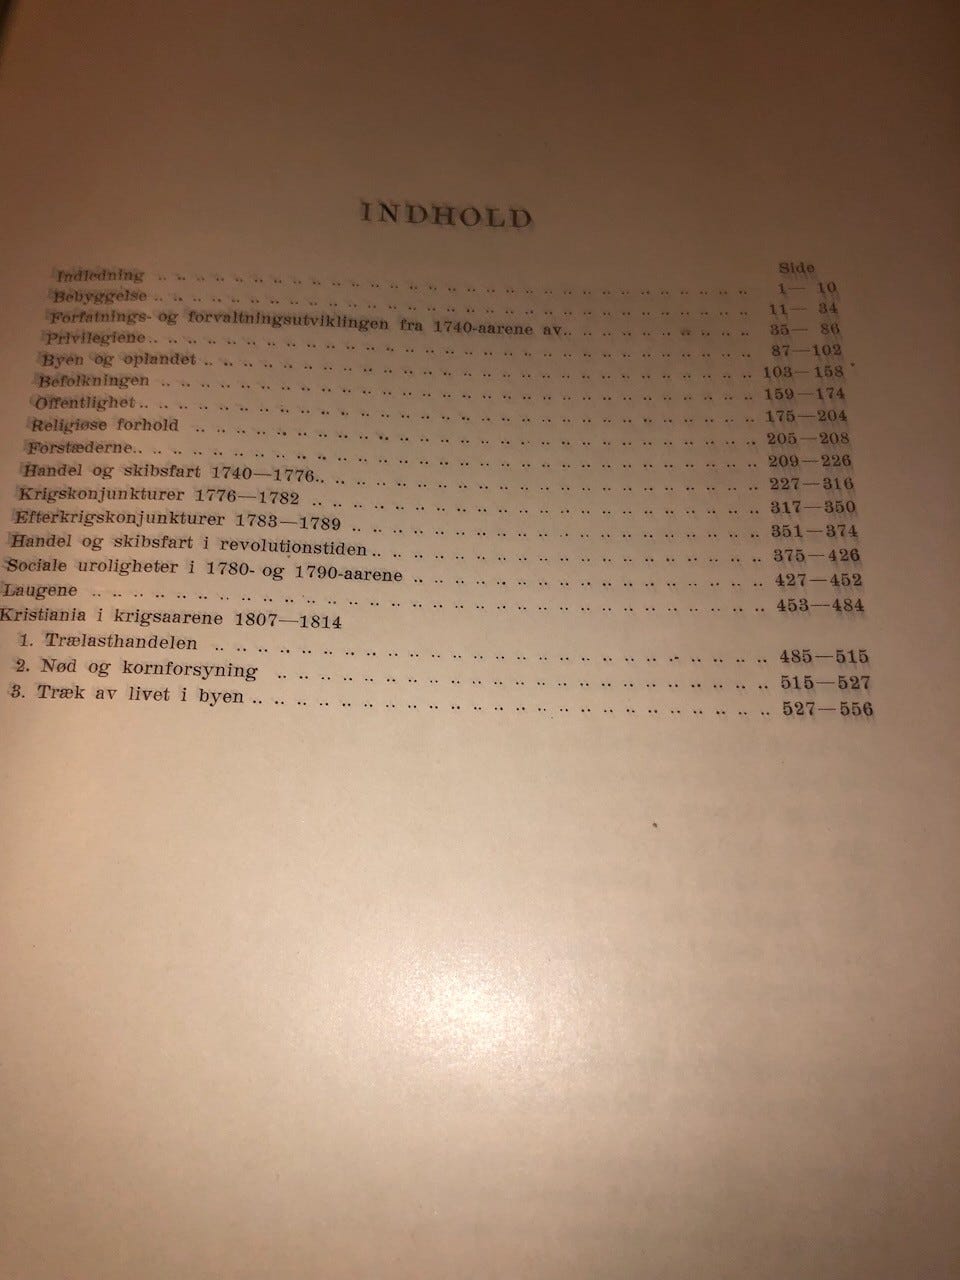 INDHOLD
Side
Indledning .. .. .. .. .. .. .. .. .. .. .. .. .. .. .. .. .. .. .. .. 1— 10
Bebyggelse .. .. .. .. .. .. .. .. .. .. .. .. .. .. .. .. .. .. .. .. 11— 34
Forfatnings- og forvaltningsutviklingen fra 1740-aarene av.. .. .. .. .. .. .. 35— 86
Privilegiene.. .. .. .. .. .. .. .. .. .. .. .. .. .. .. .. .. .. .. .. 87—102
Byen og oplandet .. .. .. .. .. .. .. .. .. .. .. .. .. .. .. .. .. .. 103—158
Befolkningen .. .. .. .. .. .. .. .. .. .. .. .. .. .. .. .. .. .. .. .. 159—174
Offentlighet.. .. .. .. .. .. .. .. .. .. .. .. .. .. .. .. .. .. .. .. 175—204
Religiøse forhold .. .. .. .. .. .. .. .. .. .. .. .. .. .. .. .. .. .. 205—208
Forstæderne.. .. .. .. .. .. .. .. .. .. .. .. .. .. .. .. .. .. .. .. 209—226
Handel og skibsfart 1740—1776.. .. .. .. .. .. .. .. .. .. .. .. .. .. 227—316
Krigskonjunkturer 1776—1782 .. .. .. .. .. .. .. .. .. .. .. .. .. .. 317—350
Efterkrigskonjunkturer 1783—1789 .. .. .. .. .. .. .. .. .. .. .. .. 351—374
Handel og skibsfart i revolutionstiden .. .. .. .. .. .. .. .. .. .. .. 375—426
Sociale uroligheter i 1780- og 1790-aarene .. .. .. .. .. .. .. .. .. .. 427—452
Laugene .. .. .. .. .. .. .. .. .. .. .. .. .. .. .. .. .. .. .. .. .. 453—484
Kristiania i krigsaarene 1807—1814
1. Trælasthandelen .. .. .. .. .. .. .. .. .. .. .. .. .. .. .. .. .. 485—515
2. Nød og kornforsyning .. .. .. .. .. .. .. .. .. .. .. .. .. .. .. .. 515—527
3. Træk av livet i byen .. .. .. .. .. .. .. .. .. .. .. .. .. .. .. .. 527—556